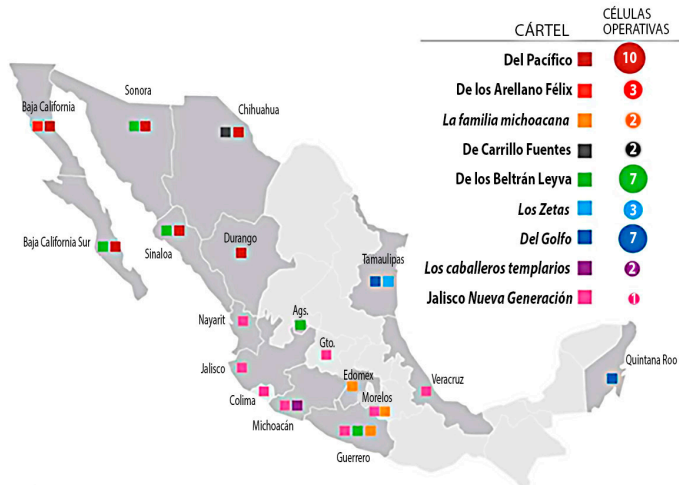 CÁRTEL
CÉLULAS
OPERATIVAS
Del Pacífico 10
De los Arellano Félix 3
La familia michoacana 2
De Carrillo Fuentes 2
De los Beltrán Leyva 7
Los Zetas 3
Del Golfo 7
Los caballeros templarios 2
Jalisco Nueva Generación 1
Baja California
Sonora
Chihuahua
Baja California Sur
Sinaloa
Durango
Tamaulipas
Nayarit
Ags.
Jalisco
Gto.
Colima
Edomex
Veracruz
Quintana Roo
Michoacán
Morelos
Guerrero